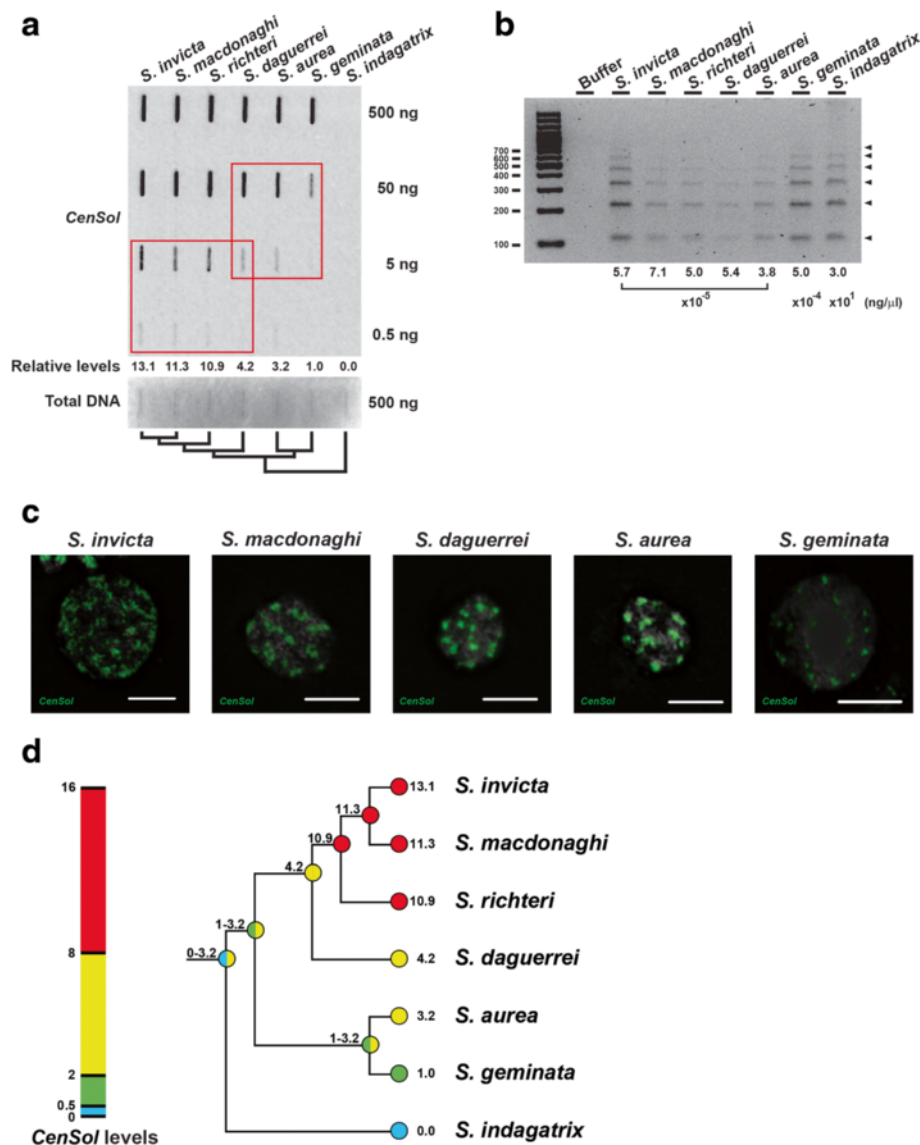 a
S. invicta
S. macdonaghi
S. richteri
S. daguerrei
S. aurea
S. geminata
S. indagatrix
500 ng
50 ng
CenSol
5 ng
0.5 ng
Relative levels 13.1 11.3 10.9 4.2 3.2 1.0 0.0
Total DNA 500 ng
b
Buffer
S. invicta
S. macdonaghi
S. richteri
S. daguerrei
S. aurea
S. geminata
S. indagatrix
700
600
500
400
300
200
100
5.7 7.1 5.0 5.4 3.8 5.0 3.0
x10-5 x10-4 x101 (ng/µl)
c
S. invicta S. macdonaghi S. daguerrei S. aurea S. geminata
CenSol CenSol CenSol CenSol CenSol
d
16
8
2
0.5
0
CenSol levels
13.1 S. invicta
11.3
11.3 S. macdonaghi
10.9
10.9 S. richteri
4.2
4.2 S. daguerrei
1-3.2
0-3.2
3.2 S. aurea
1-3.2
1.0 S. geminata
0.0 S. indagatrix